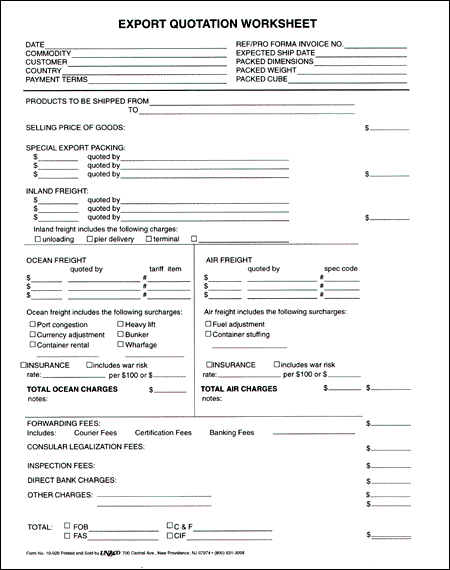 EXPORT QUOTATION WORKSHEET
DATE REF/PRO FORMA INVOICE NO.
COMMODITY EXPECTED SHIP DATE
CUSTOMER PACKED DIMENSIONS
COUNTRY PACKED WEIGHT
PAYMENT TERMS PACKED CUBE
PRODUCTS TO BE SHIPPED FROM
TO
SELLING PRICE OF GOODS: $
SPECIAL EXPORT PACKING:
$ quoted by
$ quoted by
$ quoted by $
INLAND FREIGHT:
$ quoted by
$ quoted by
$ quoted by $
Inland freight includes the following charges:
unloading pier delivery terminal
OCEAN FREIGHT AIR FREIGHT
quoted by tariff item quoted by spec code
$ # $ #
$ # $ #
$ # $ #
Ocean freight includes the following surcharges: Air freight includes the following surcharges:
Port congestion Heavy lift Fuel adjustment
Currency adjustment Bunker Container stuffing
Container rental Wharfage
INSURANCE includes war risk INSURANCE includes war risk
rate: per $100 or $ rate: per $100 or $
TOTAL OCEAN CHARGES $ TOTAL AIR CHARGES $ $
notes: notes:
FORWARDING FEES: $
Includes: Courier Fees Certification Fees Banking Fees
CONSULAR LEGALIZATION FEES: $
INSPECTION FEES: $
DIRECT BANK CHARGES: $
OTHER CHARGES: $
$
TOTAL: FOB C & F
FAS CIF $
Form No. 10-020 Printed and Sold by UNZCO 700 Central Ave., New Providence, NJ 07974 • (800) 631-3098